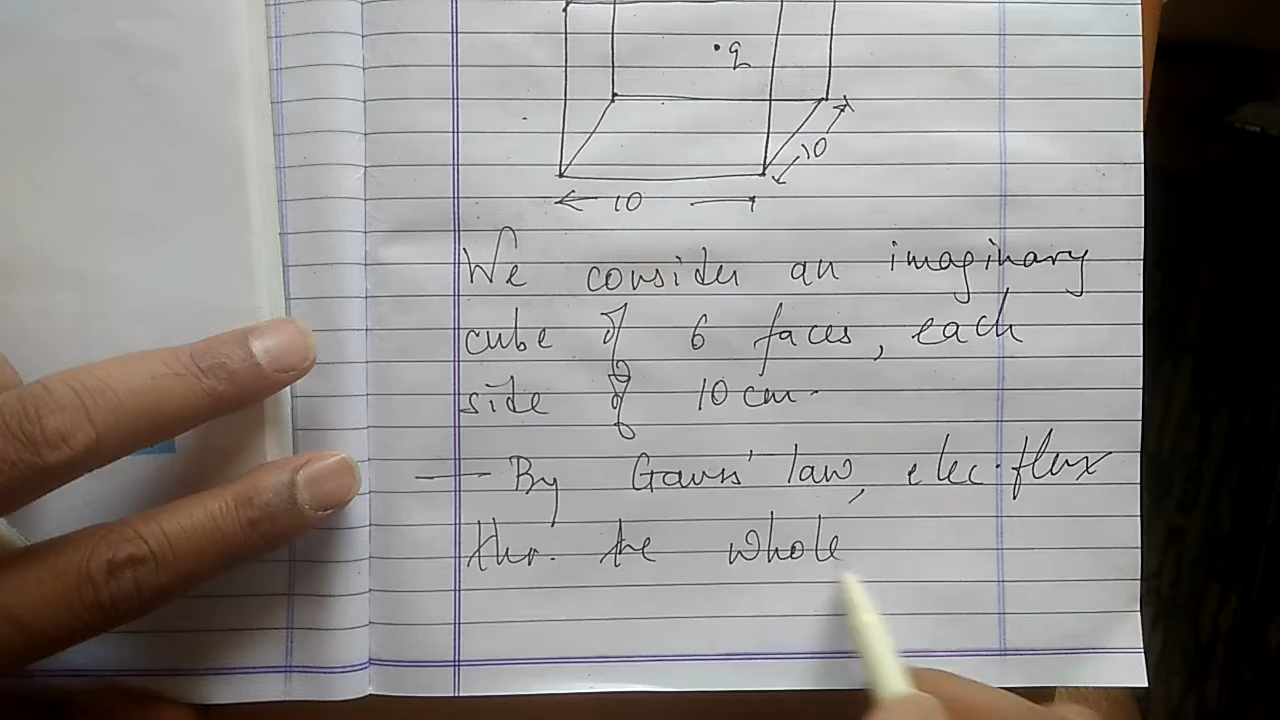 .q
10
10
We consider an imaginary
cube of 6 faces, each
side of 10 cm.
— By Gauss' law, elec. flux
thr. the whole